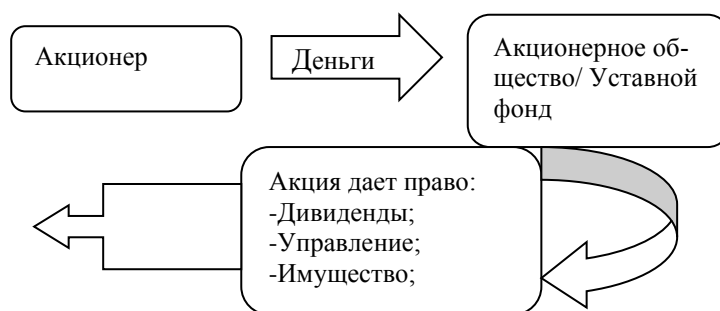 Акционер
Деньги
Акционерное об-
щество/ Уставной
фонд
Акция дает право:
-Дивиденды;
-Управление;
-Имущество;